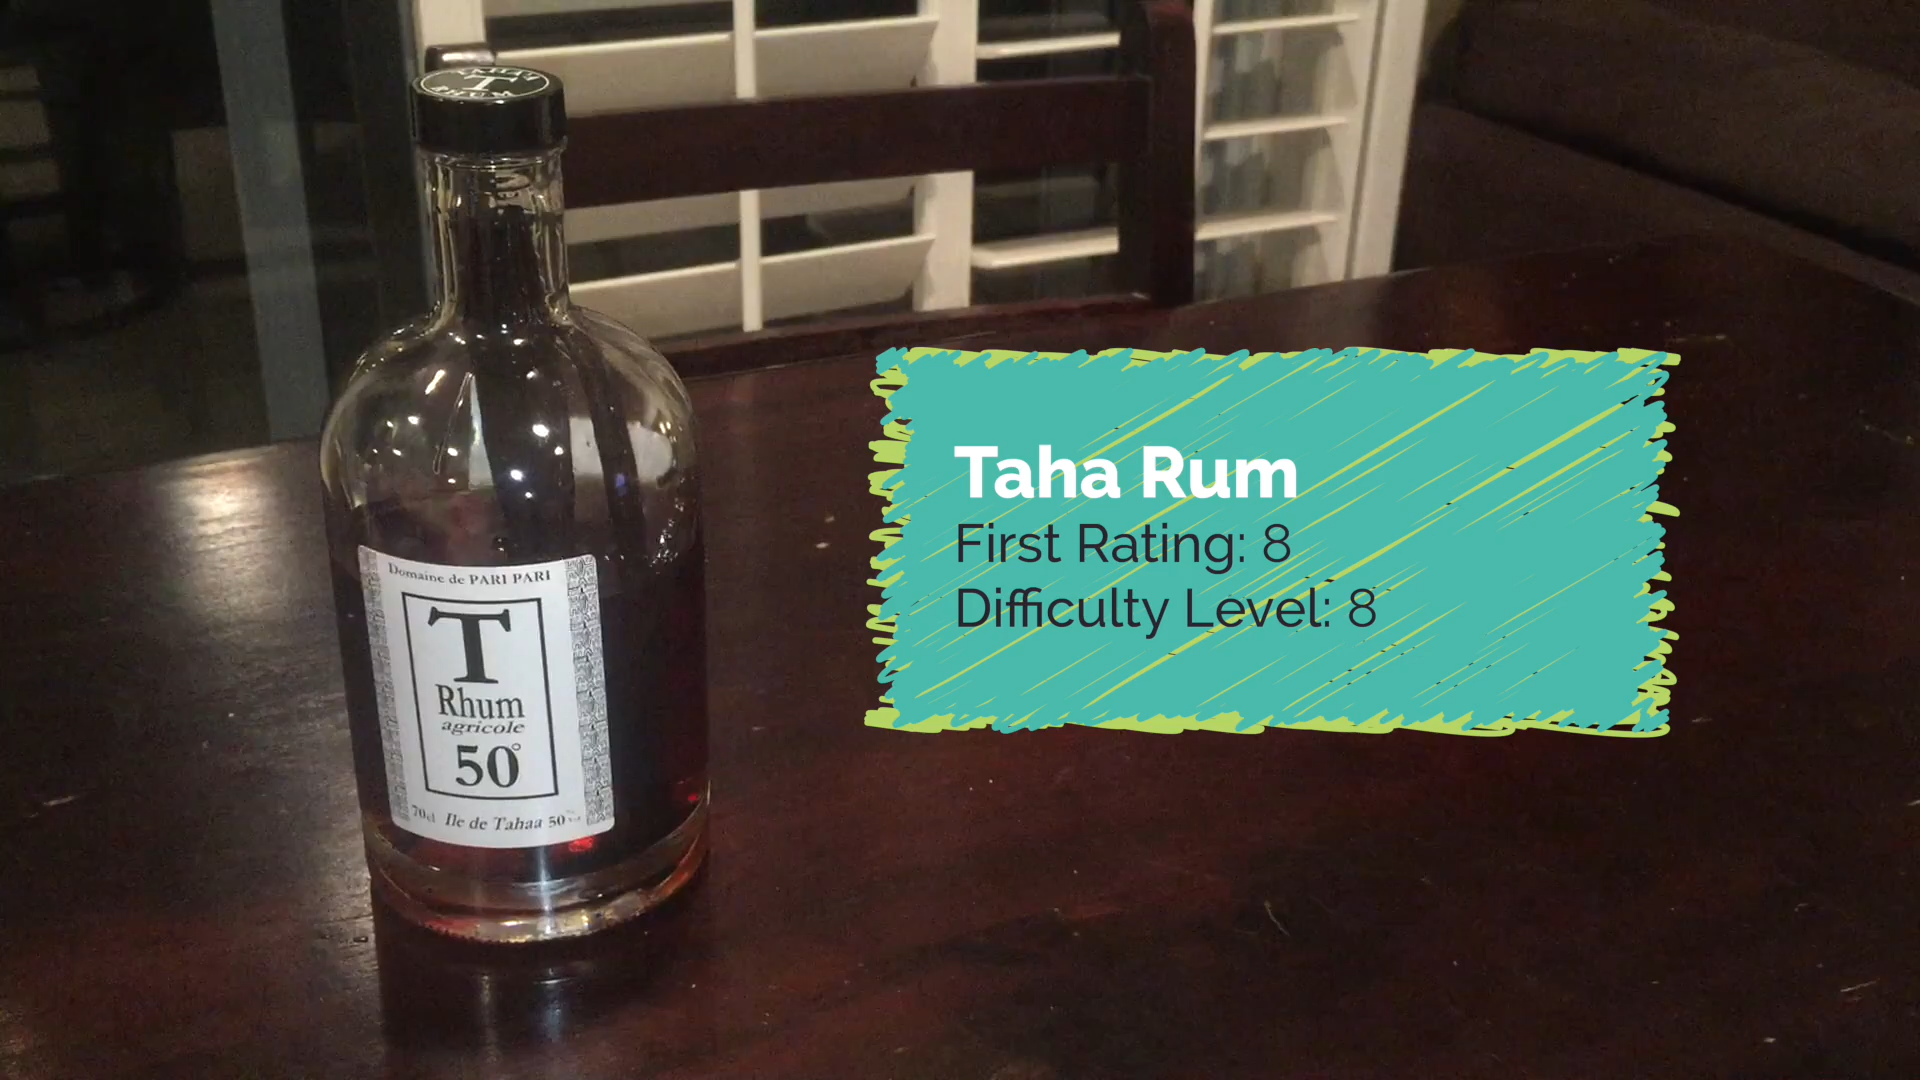 RHUM
Domaine de PARI PARI
T
Rhum
agricole
50°
70cl Ile de Tahaa 50
Taha Rum
First Rating: 8
Difficulty Level: 8